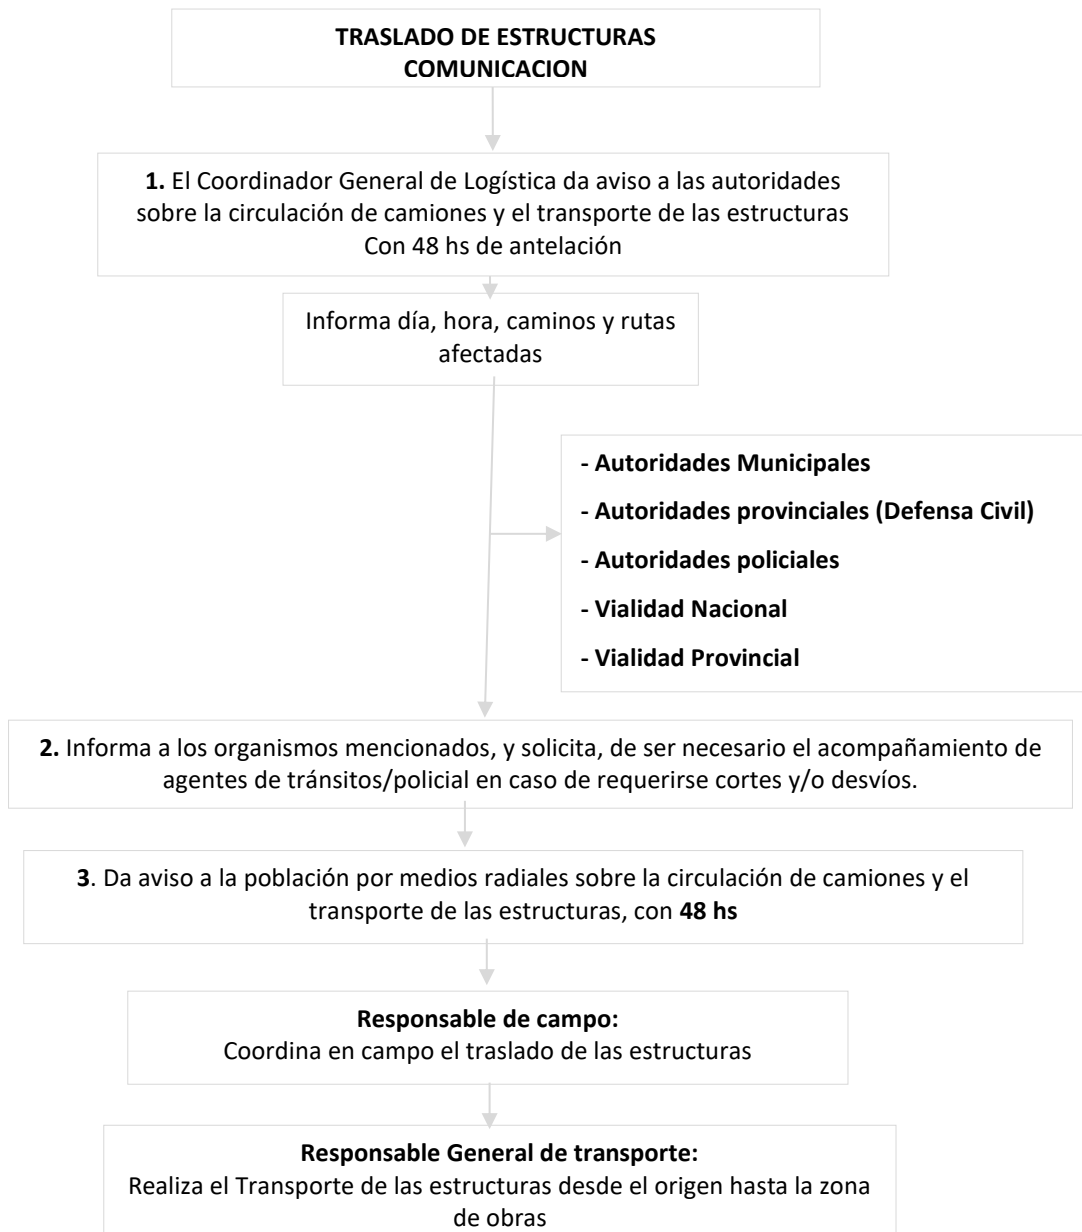 TRASLADO DE ESTRUCTURAS
COMUNICACION
1. El Coordinador General de Logística da aviso a las autoridades
sobre la circulación de camiones y el transporte de las estructuras
Con 48 hs de antelación
Informa día, hora, caminos y rutas
afectadas
- Autoridades Municipales
- Autoridades provinciales (Defensa Civil)
- Autoridades policiales
- Vialidad Nacional
- Vialidad Provincial
2. Informa a los organismos mencionados, y solicita, de ser necesario el acompañamiento de
agentes de tránsitos/policial en caso de requerirse cortes y/o desvíos.
3. Da aviso a la población por medios radiales sobre la circulación de camiones y el
transporte de las estructuras, con 48 hs
Responsable de campo:
Coordina en campo el traslado de las estructuras
Responsable General de transporte:
Realiza el Transporte de las estructuras desde el origen hasta la zona
de obras